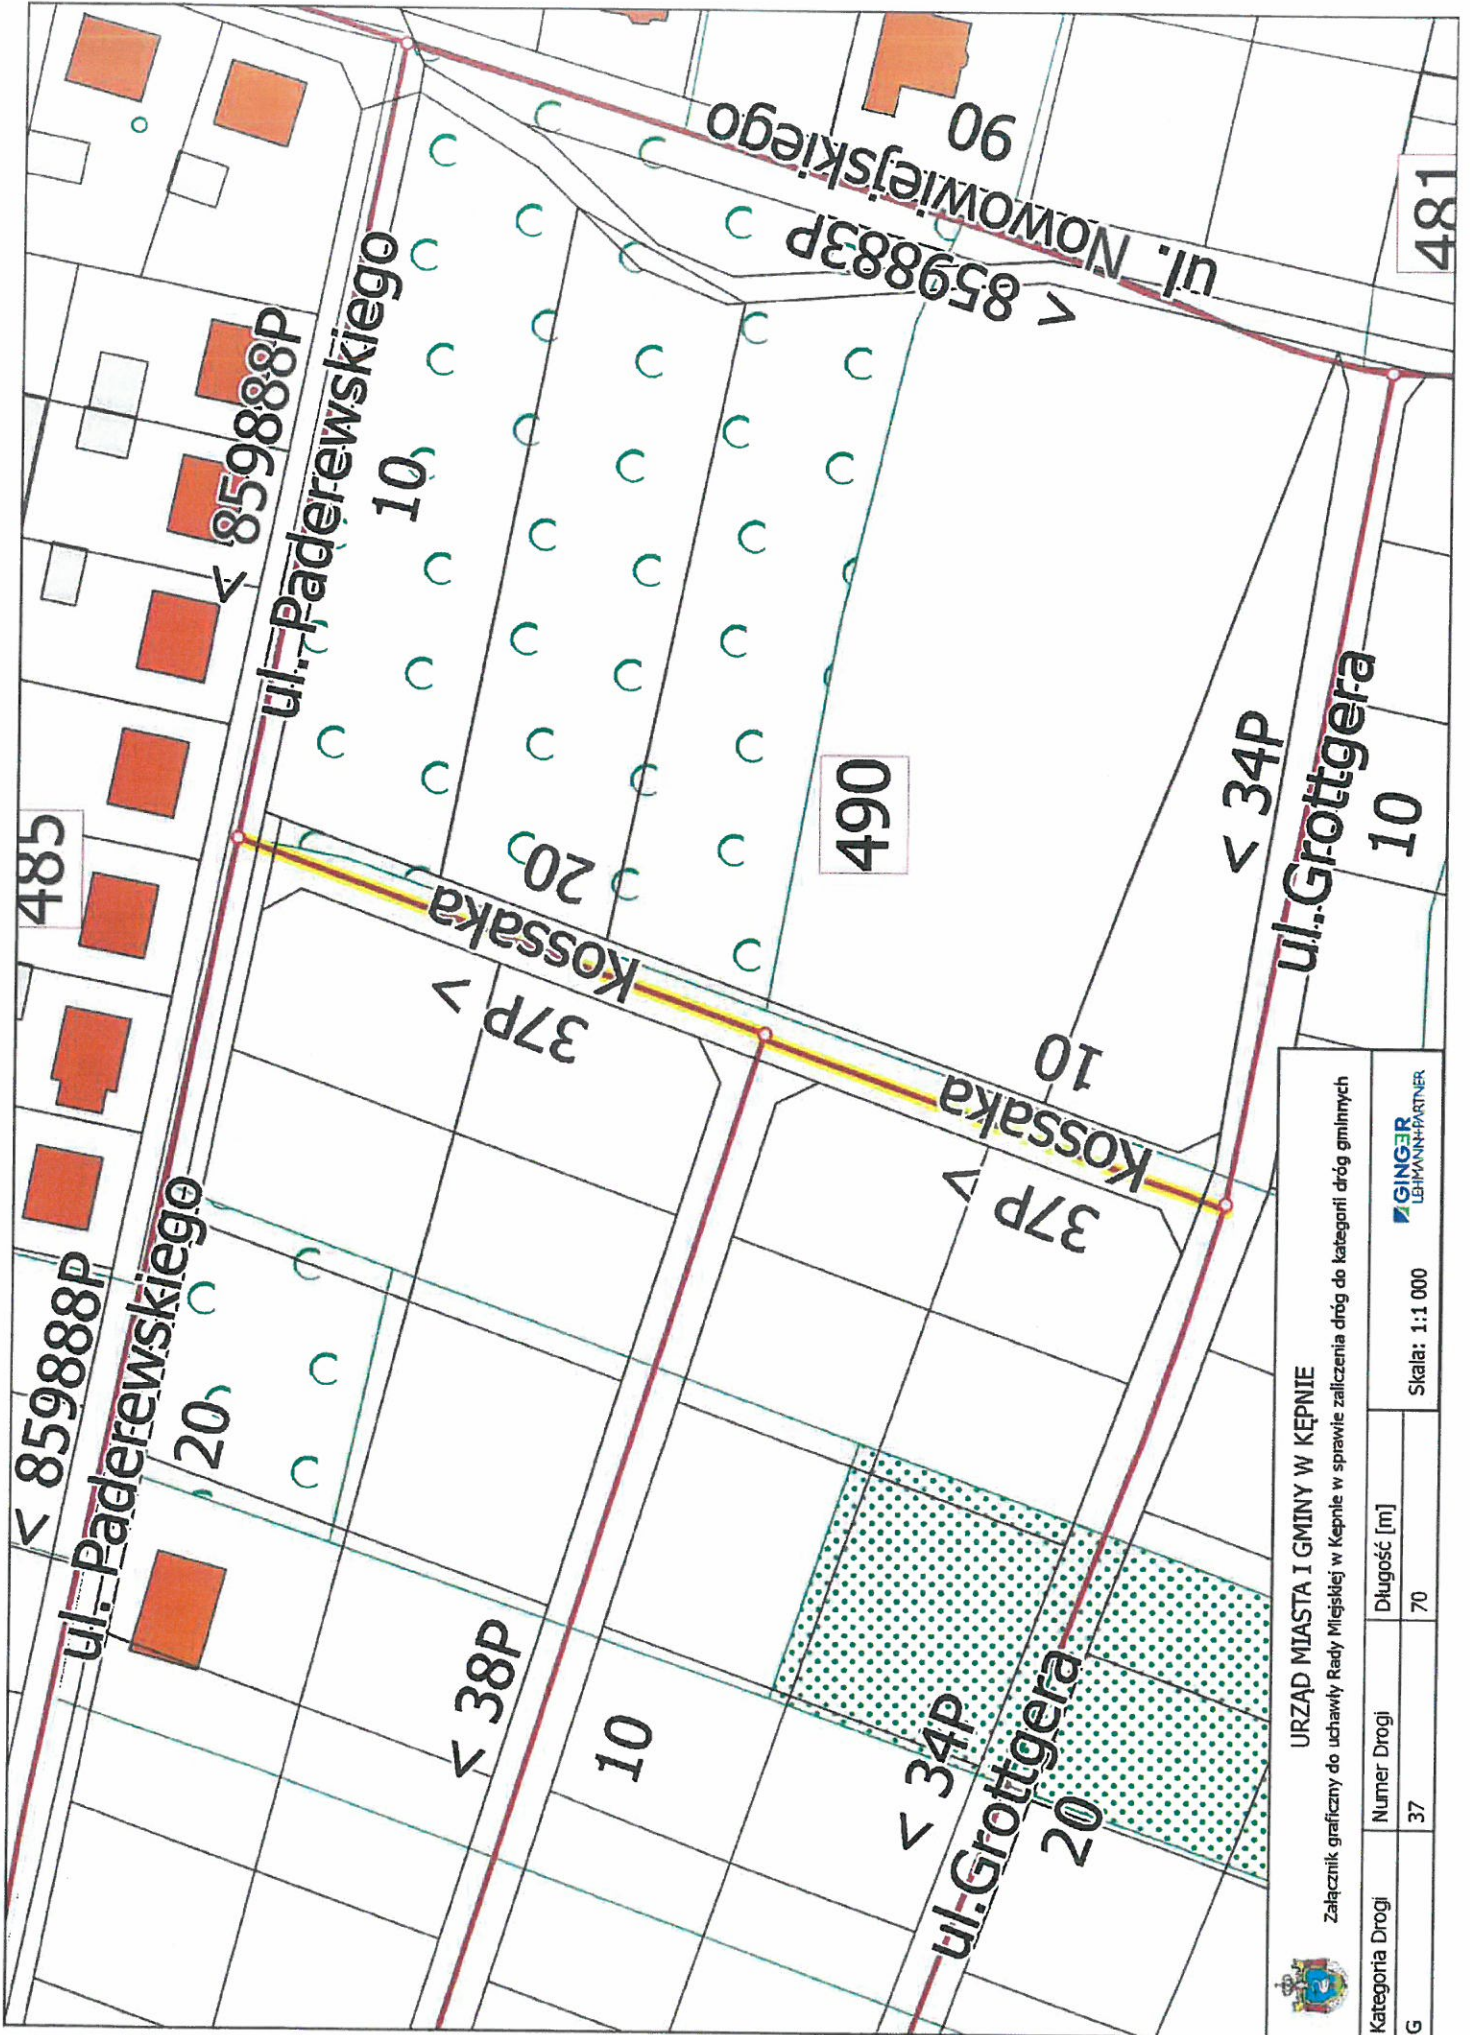 485
< 859888P
ul. Paderewskiego
10
ul. Nowowiejskiego
90
< 859883P
481
< 859888P
ul. Paderewskiego
20
Kossaka
20
37P >
490
Kossaka
10
37P >
< 34P
ul.Grottgera
10
< 38P
10
< 34P
ul.Grottgera
20
URZĄD MIASTA I GMINY W KĘPNIE
Załącznik graficzny do uchawły Rady Miejskiej w Kępnie w sprawie zaliczenia dróg do kategorii dróg gminnych
Kategoria Drogi Numer Drogi Długość [m]
G 37 70
Skala: 1:1 000
GINGER
LEHMANN+PARTNER